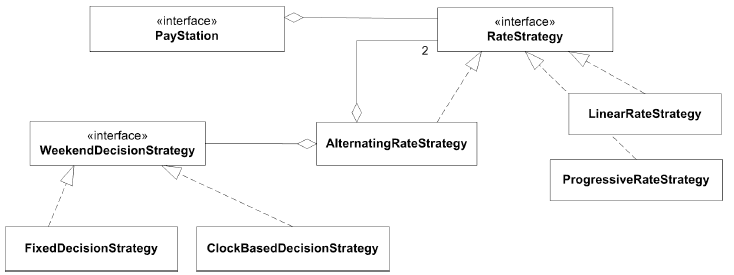 «interface»
PayStation
«interface»
RateStrategy
2
LinearRateStrategy
«interface»
WeekendDecisionStrategy
AlternatingRateStrategy
ProgressiveRateStrategy
FixedDecisionStrategy
ClockBasedDecisionStrategy